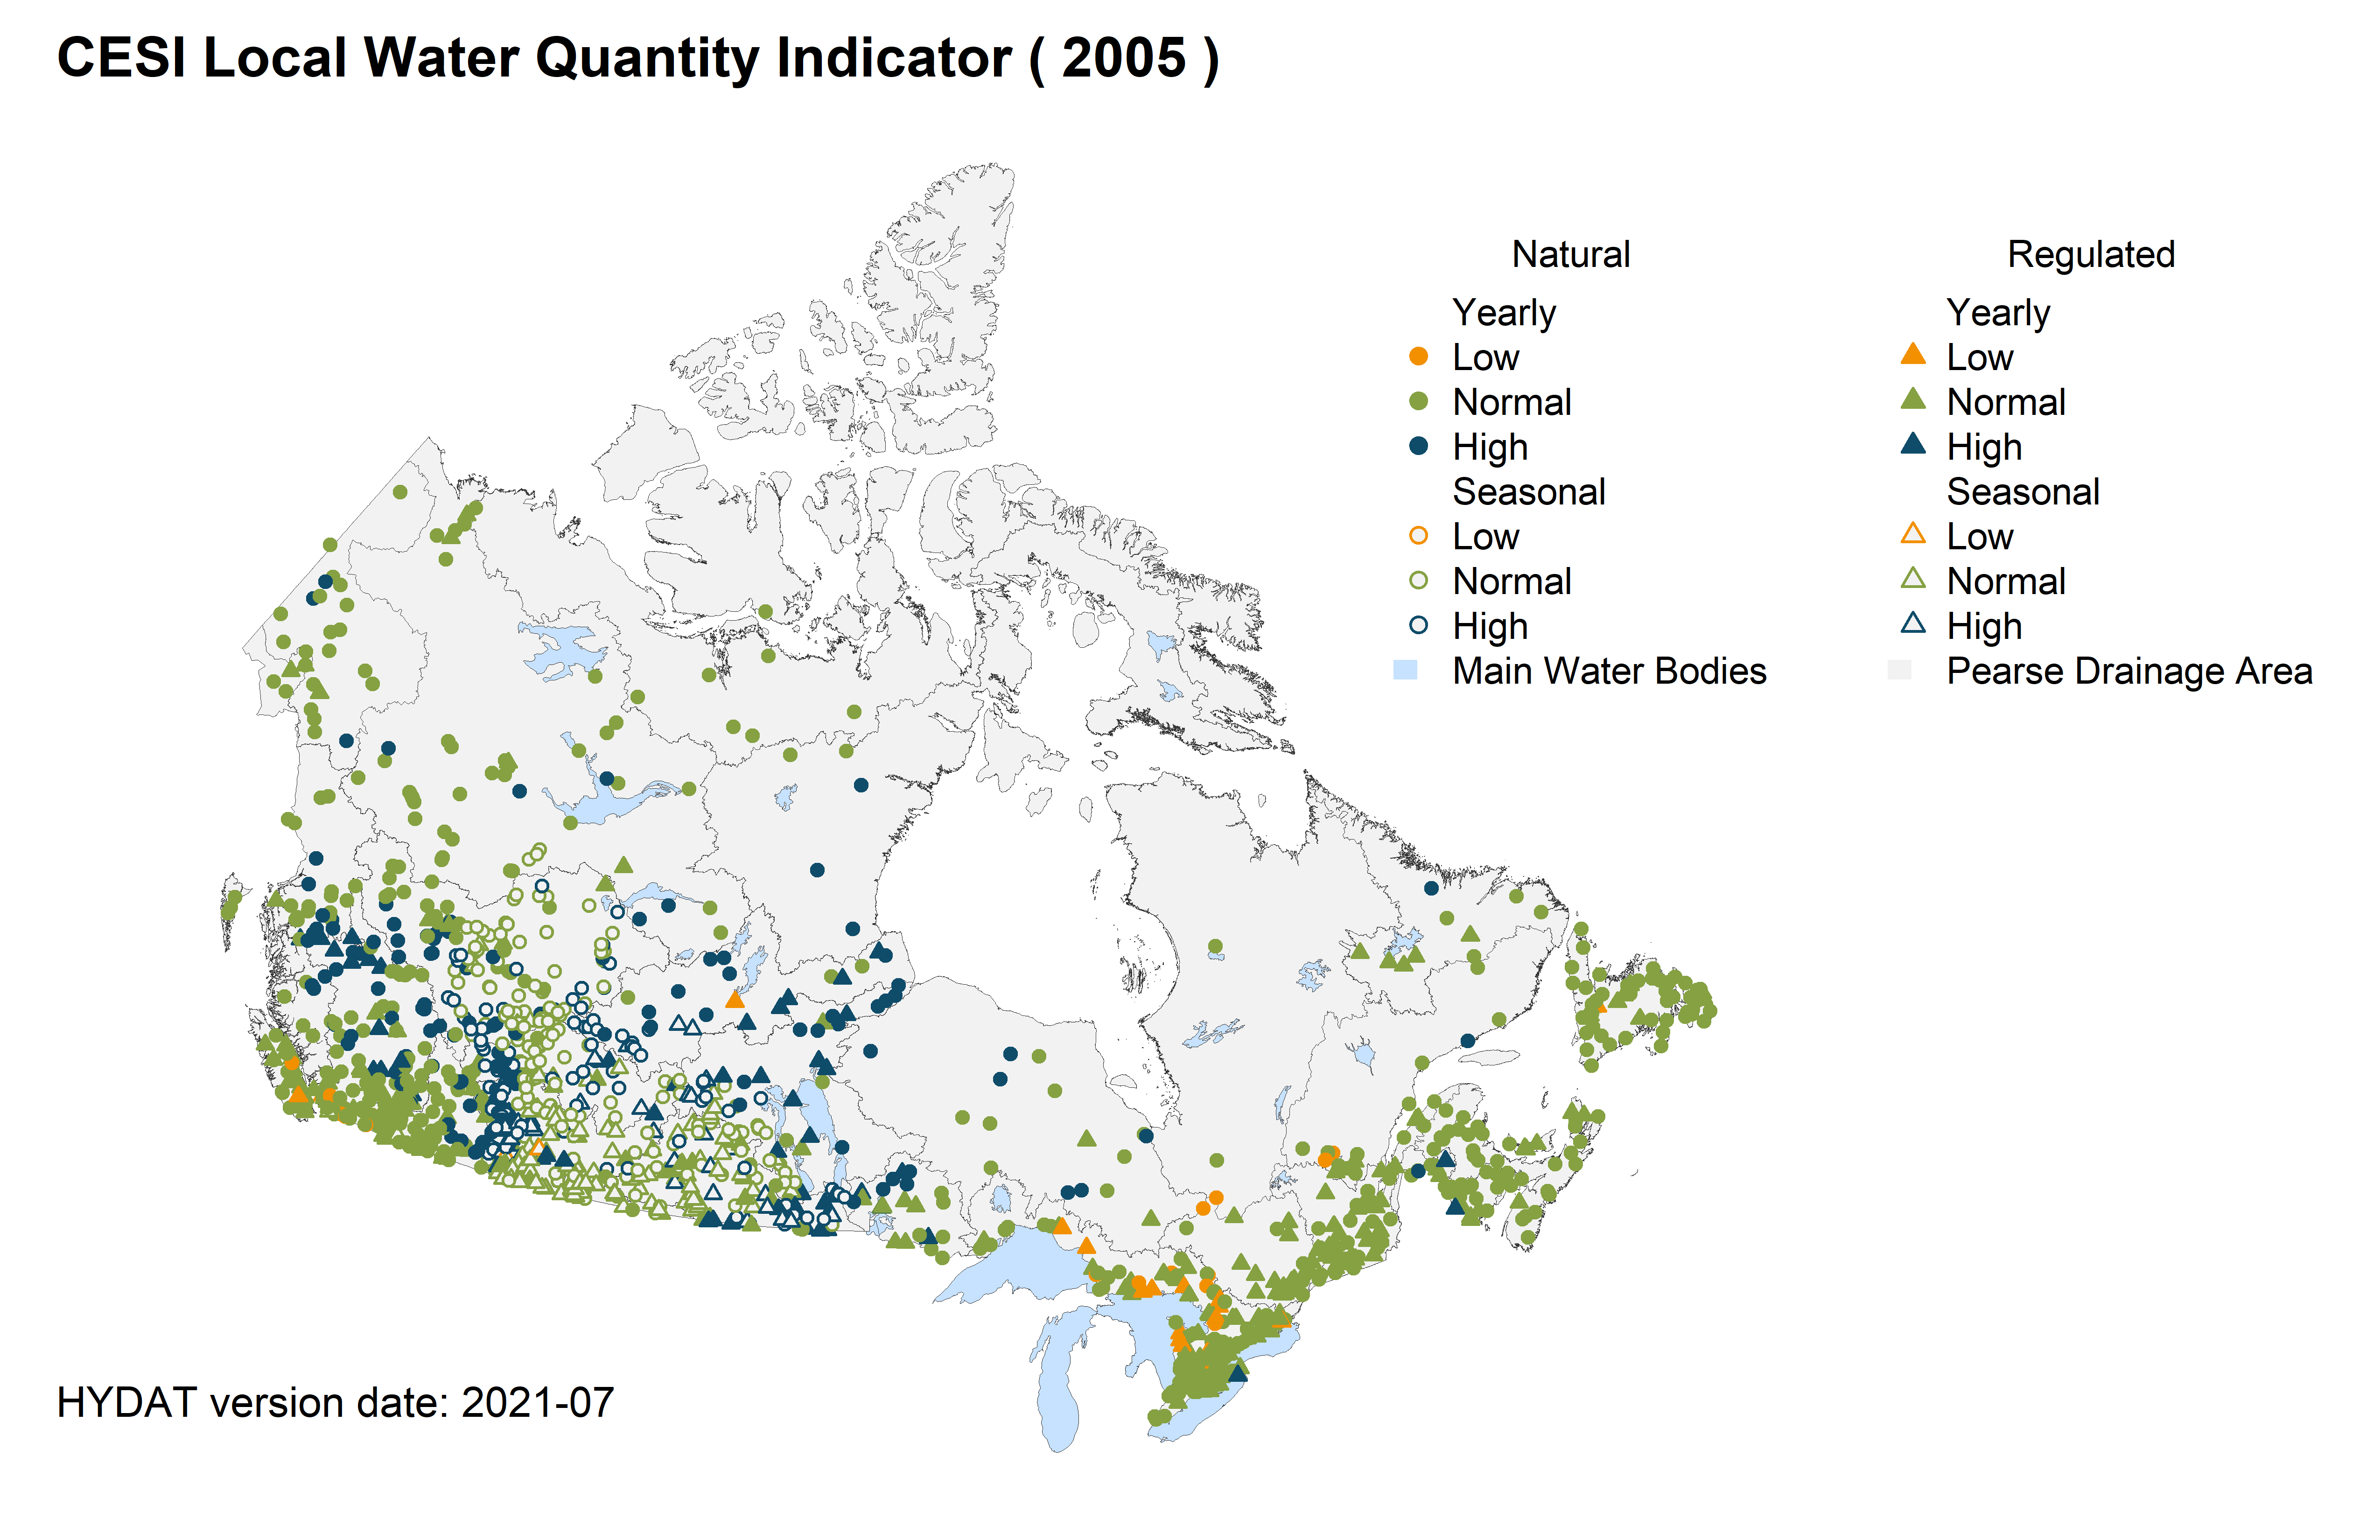 CESI Local Water Quantity Indicator ( 2005 )
Natural
Yearly
Low
Normal
High
Seasonal
Low
Normal
High
Main Water Bodies
Regulated
Yearly
Low
Normal
High
Seasonal
Low
Normal
High
Pearse Drainage Area
HYDAT version date: 2021-07